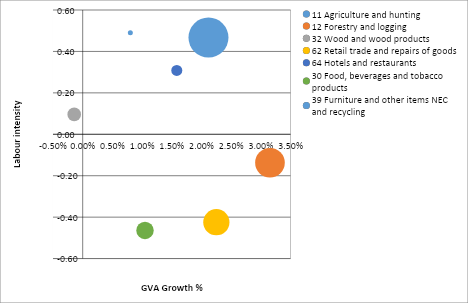 0.60
0.40
0.20
0.00
-0.20
-0.40
-0.60
-0.50% 0.00% 0.50% 1.00% 1.50% 2.00% 2.50% 3.00% 3.50%
Labour intensity
GVA Growth %
11 Agriculture and hunting
12 Forestry and logging
32 Wood and wood products
62 Retail trade and repairs of goods
64 Hotels and restaurants
30 Food, beverages and tobacco
products
39 Furniture and other items NEC
and recycling